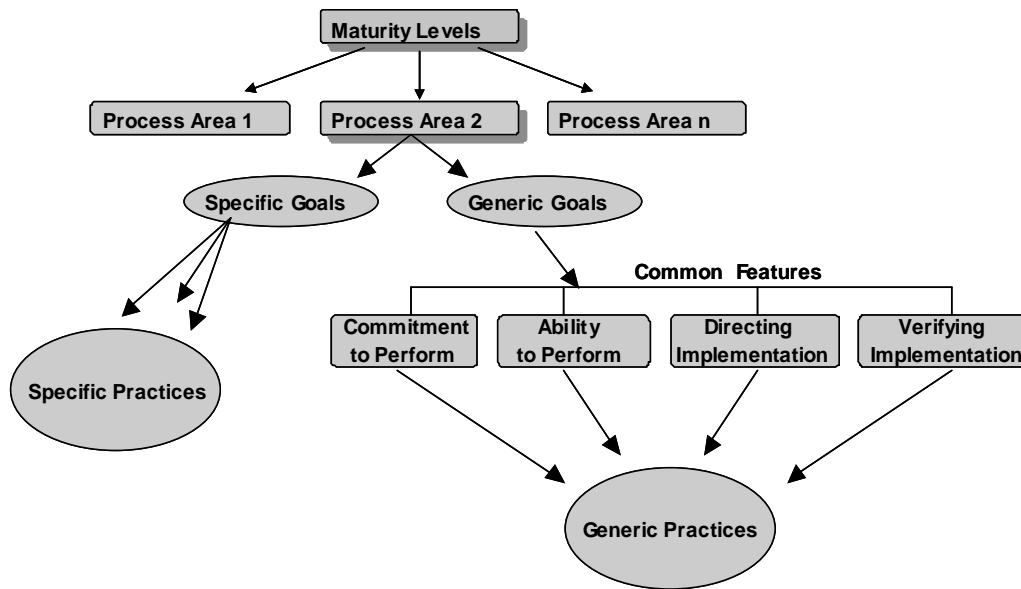 Maturity Levels
Process Area 1
Process Area 2
Process Area n
Specific Goals
Generic Goals
Common Features
Commitment
to Perform
Ability
to Perform
Directing
Implementation
Verifying
Implementation
Specific Practices
Generic Practices